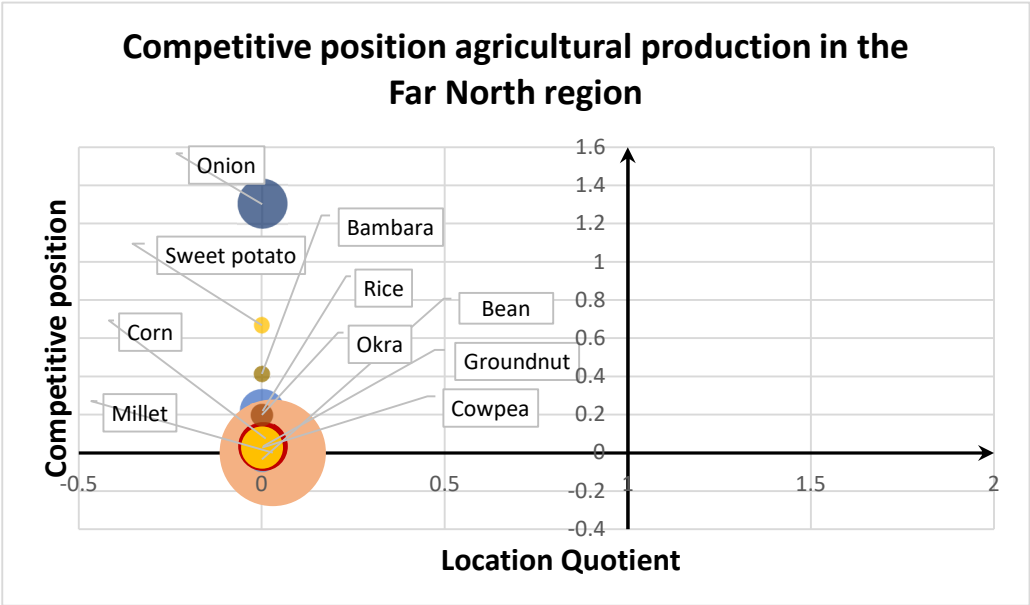 Competitive position agricultural production in the
Far North region
Competitive position
1.6
1.4
1.2
1
0.8
0.6
0.4
0.2
0
-0.2
-0.4
Onion
Bambara
Sweet potato
Rice
Bean
Corn
Okra
Groundnut
Millet
Cowpea
-0.5
0
0.5
1
1.5
2
Location Quotient